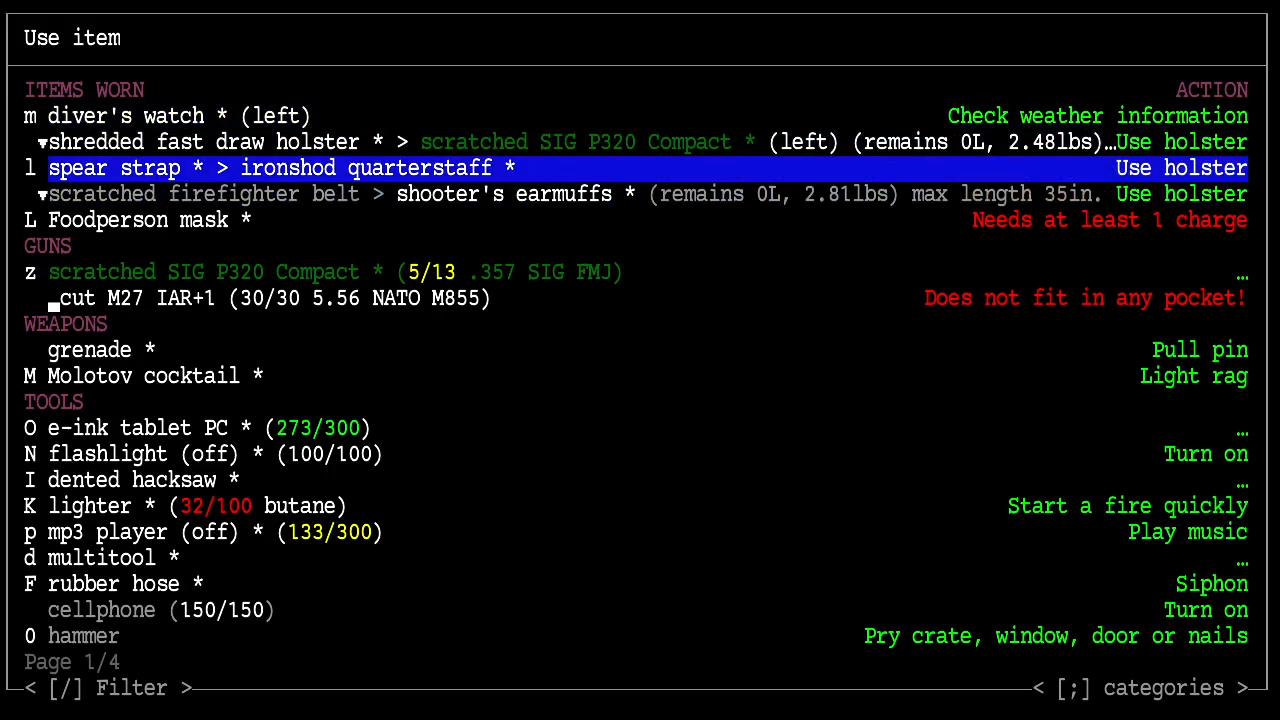 Use item
ITEMS WORN ACTION
m diver's watch * (left) Check weather information
▾shredded fast draw holster * > scratched SIG P320 Compact * (left) (remains 0L, 2.48lbs)…Use holster
l spear strap * > ironshod quarterstaff * Use holster
▾scratched firefighter belt > shooter's earmuffs * (remains 0L, 2.81lbs) max length 35in. Use holster
L Foodperson mask * Needs at least 1 charge
GUNS
z scratched SIG P320 Compact * (5/13 .357 SIG FMJ) …
cut M27 IAR+1 (30/30 5.56 NATO M855) Does not fit in any pocket!
WEAPONS
grenade * Pull pin
M Molotov cocktail * Light rag
TOOLS
O e-ink tablet PC * (273/300) …
N flashlight (off) * (100/100) Turn on
I dented hacksaw * …
K lighter * (32/100 butane) Start a fire quickly
p mp3 player (off) * (133/300) Play music
d multitool * …
F rubber hose * Siphon
cellphone (150/150) Turn on
0 hammer Pry crate, window, door or nails
Page 1/4
< [/] Filter > < [;] categories >